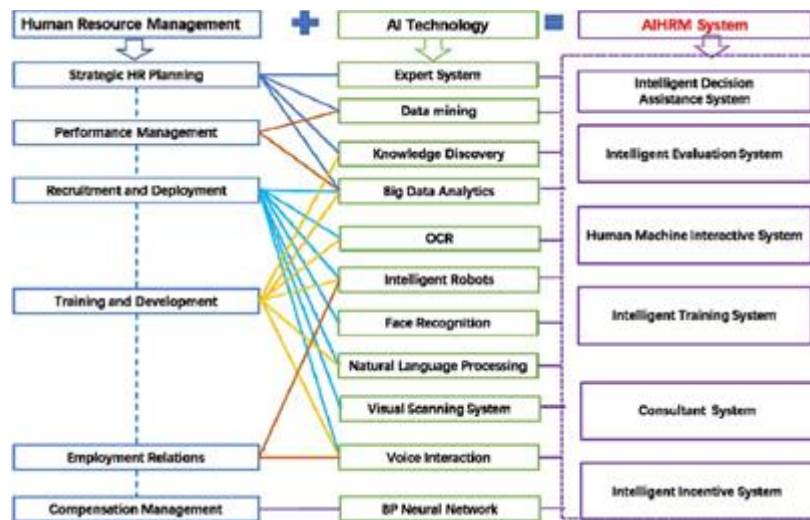 Human Resource Management
AI Technology
AIHRM System
Strategic HR Planning
Performance Management
Recruitment and Deployment
Training and Development
Employment Relations
Compensation Management
Expert System
Data mining
Knowledge Discovery
Big Data Analytics
OCR
Intelligent Robots
Face Recognition
Natural Language Processing
Visual Scanning System
Voice Interaction
BP Neural Network
Intelligent Decision
Assistance System
Intelligent Evaluation System
Human Machine Interactive System
Intelligent Training System
Consultant System
Intelligent Incentive System